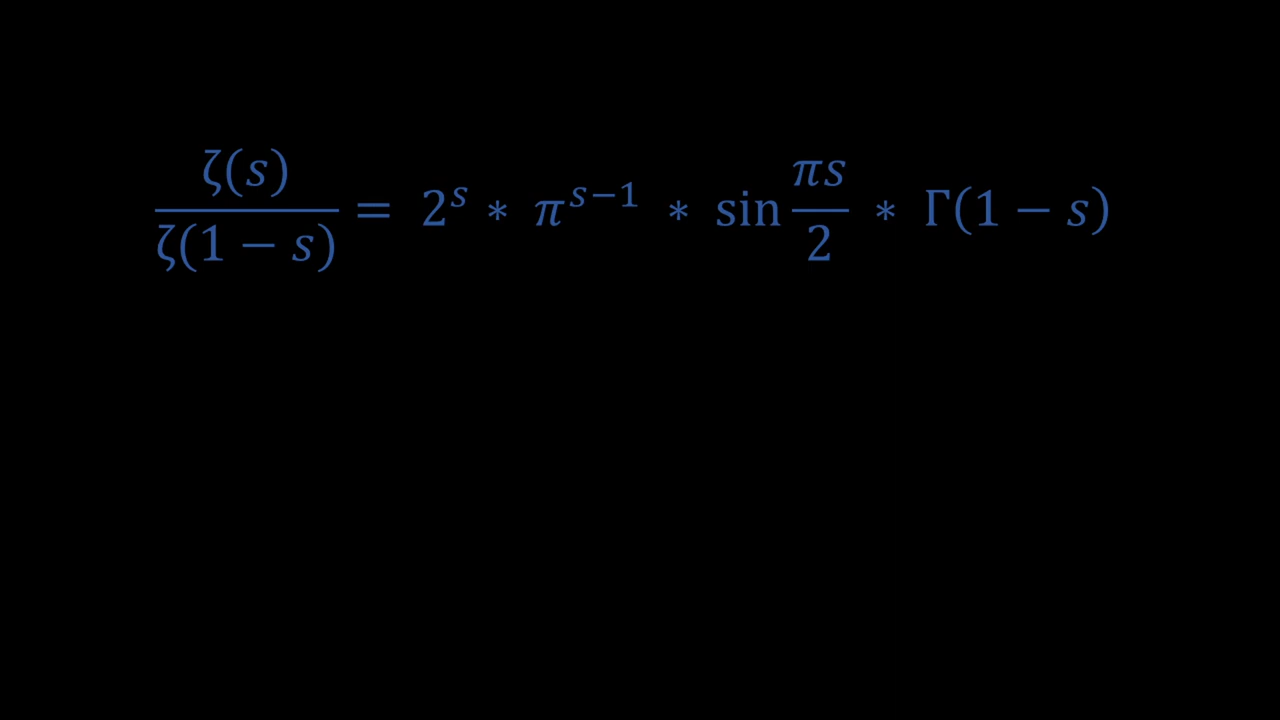 ζ(s)/ζ(1 − s) = 2^s * π^(s−1) * sin πs/2 * Γ(1 − s)